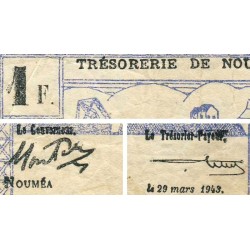 TRÉSORERIE DE NOU
1 F.
Le Gouverneur,
Le Trésorier-Payeur,
NOUMÉA
le 29 mars 1943.